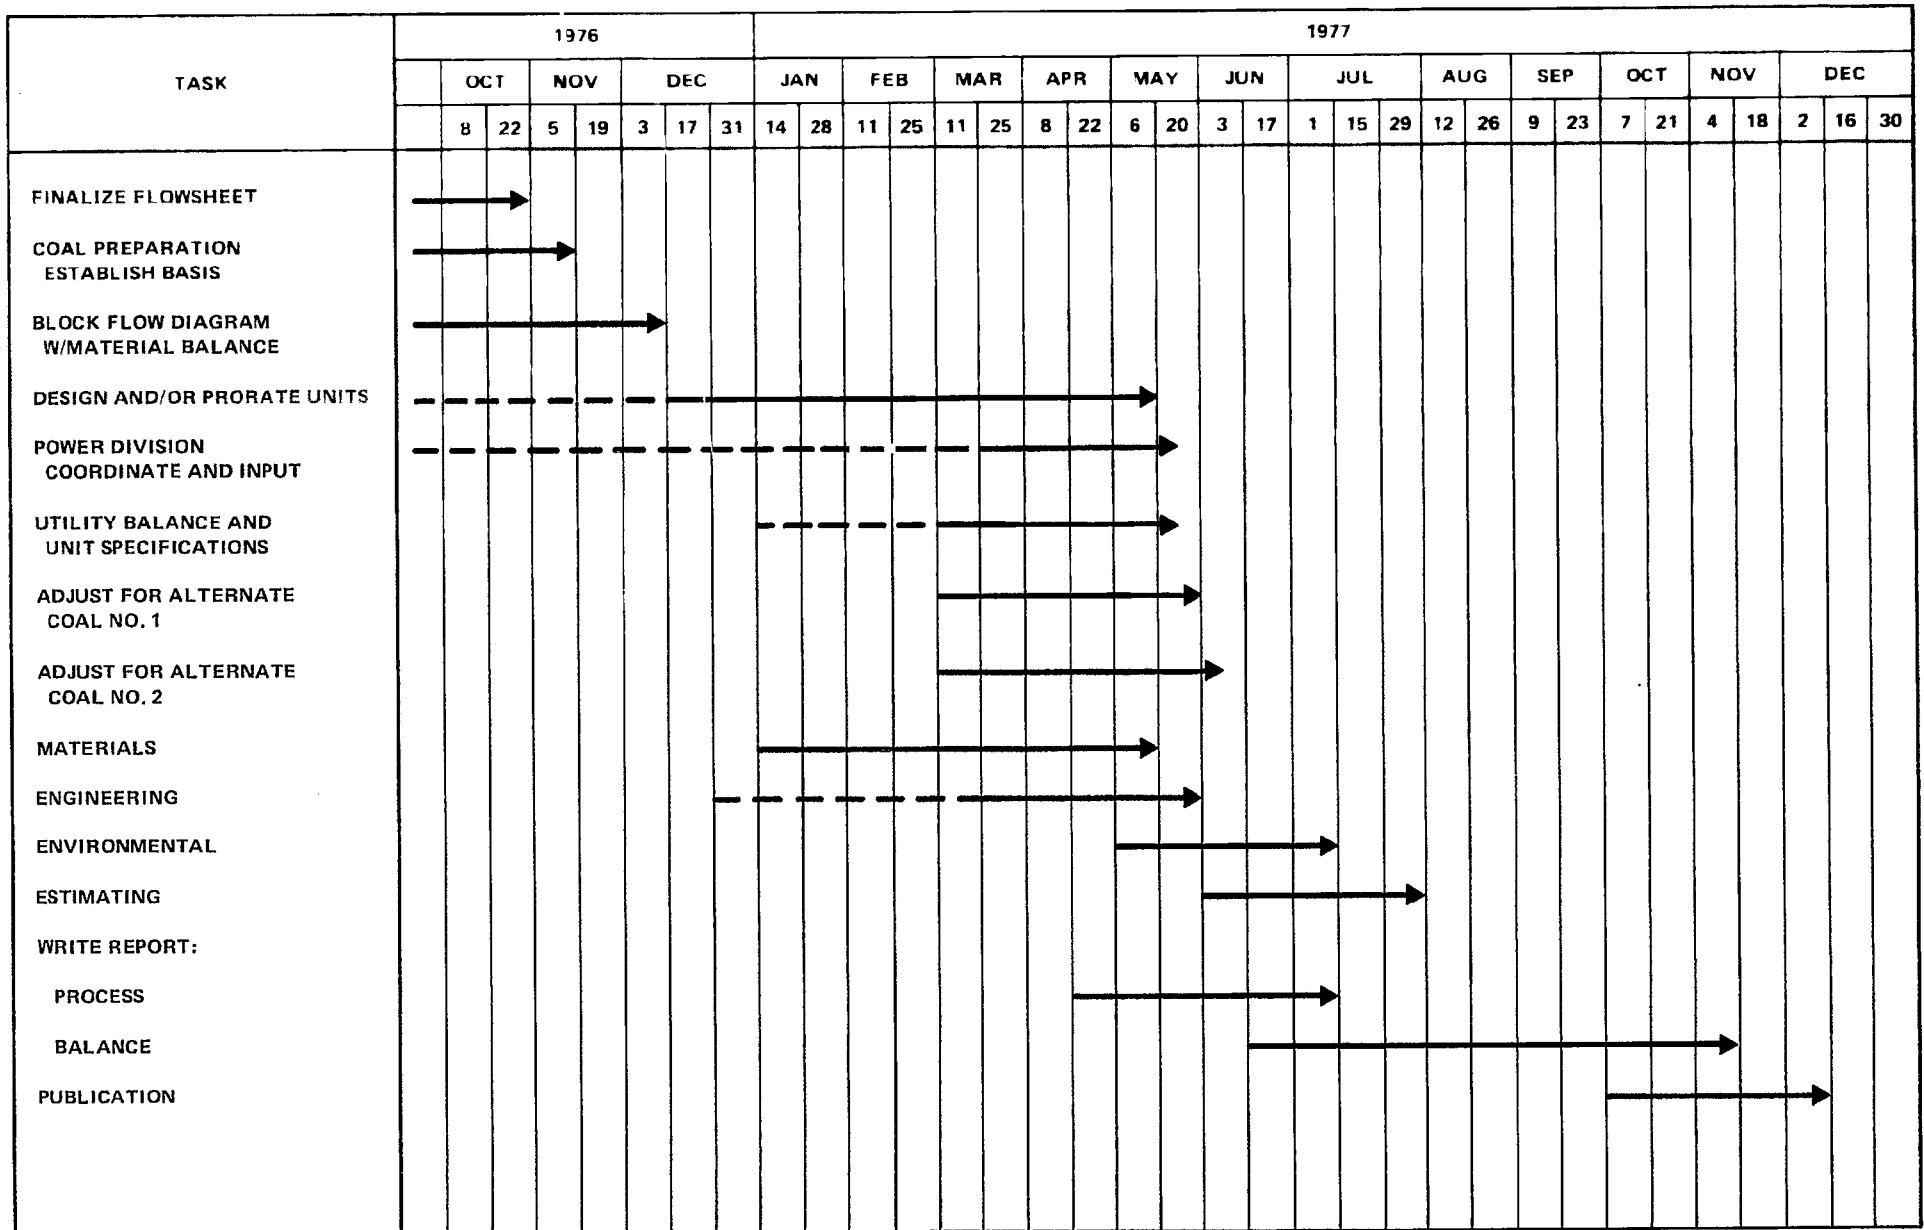 1976 1977
TASK
OCT NOV DEC JAN FEB MAR APR MAY JUN JUL AUG SEP OCT NOV DEC
8 22 5 19 3 17 31 14 28 11 25 11 25 8 22 6 20 3 17 1 15 29 12 26 9 23 7 21 4 18 2 16 30
FINALIZE FLOWSHEET
COAL PREPARATION
ESTABLISH BASIS
BLOCK FLOW DIAGRAM
W/MATERIAL BALANCE
DESIGN AND/OR PRORATE UNITS
POWER DIVISION
COORDINATE AND INPUT
UTILITY BALANCE AND
UNIT SPECIFICATIONS
ADJUST FOR ALTERNATE
COAL NO. 1
ADJUST FOR ALTERNATE
COAL NO. 2
MATERIALS
ENGINEERING
ENVIRONMENTAL
ESTIMATING
WRITE REPORT:
PROCESS
BALANCE
PUBLICATION